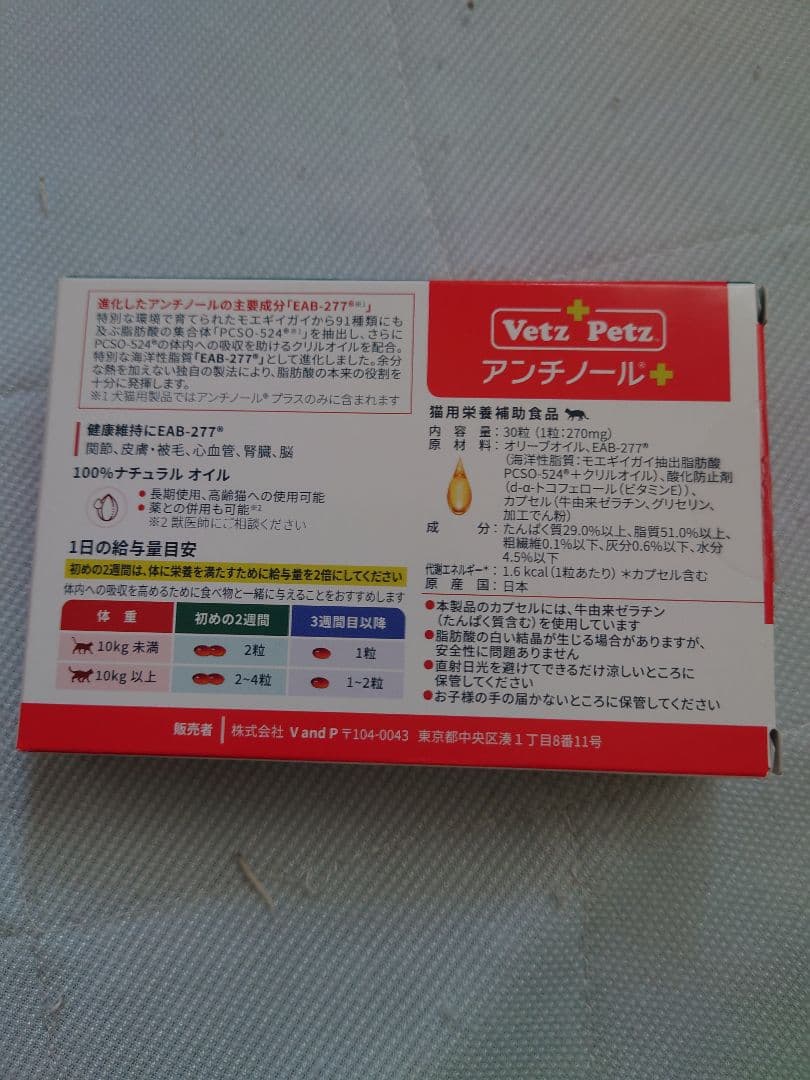 進化したアンチノールの主要成分「EAB-277®※1」
特別な環境で育てられたモエギイガイから91種類にも
及ぶ脂肪酸の集合体「PCSO-524®※1」を抽出し、さらに
PCSO-524®の体内への吸収を助けるクリルオイルを配合。
特別な海洋性脂質「EAB-277®」として進化しました。余分
な熱を加えない独自の製法により、脂肪酸の本来の役割を
十分に発揮します。
※1 犬猫用製品ではアンチノール® プラスのみに含まれます
健康維持にEAB-277®
関節、皮膚・被毛、心血管、腎臓、脳
100%ナチュラル オイル
●長期使用、高齢猫への使用可能
●薬との併用も可能※2
※2 獣医師にご相談ください
1日の給与量目安
初めの2週間は、体に栄養を満たすために給与量を2倍にしてください
体内への吸収を高めるために食べ物と一緒に与えることをおすすめします
体 重 初めの2週間 3週間目以降
10kg 未満 2粒 1粒
10kg 以上 2~4粒 1~2粒
Vetz Petz™
アンチノール®+
猫用栄養補助食品
内容量：30粒 (1粒:270mg)
原材料：オリーブオイル、EAB-277®
(海洋性脂質：モエギイガイ抽出脂肪酸
PCSO-524®+クリルオイル)、酸化防止剤
(d-α-トコフェロール(ビタミンE))、
カプセル(牛由来ゼラチン、グリセリン、
加工でん粉)
成分：たんぱく質29.0%以上、脂質51.0%以上、
粗繊維0.1%以下、灰分0.6%以下、水分
4.5%以下
代謝エネルギー*：1.6 kcal (1粒あたり) *カプセル含む
原産国：日本
●本製品のカプセルには、牛由来ゼラチン
(たんぱく質含む)を使用しています
●脂肪酸の白い結晶が生じる場合がありますが、
安全性に問題ありません
●直射日光を避けてできるだけ涼しいところに
保管してください
●お子様の手の届かないところに保管してください
販売者 株式会社 V and P 〒104-0043 東京都中央区湊1丁目8番11号